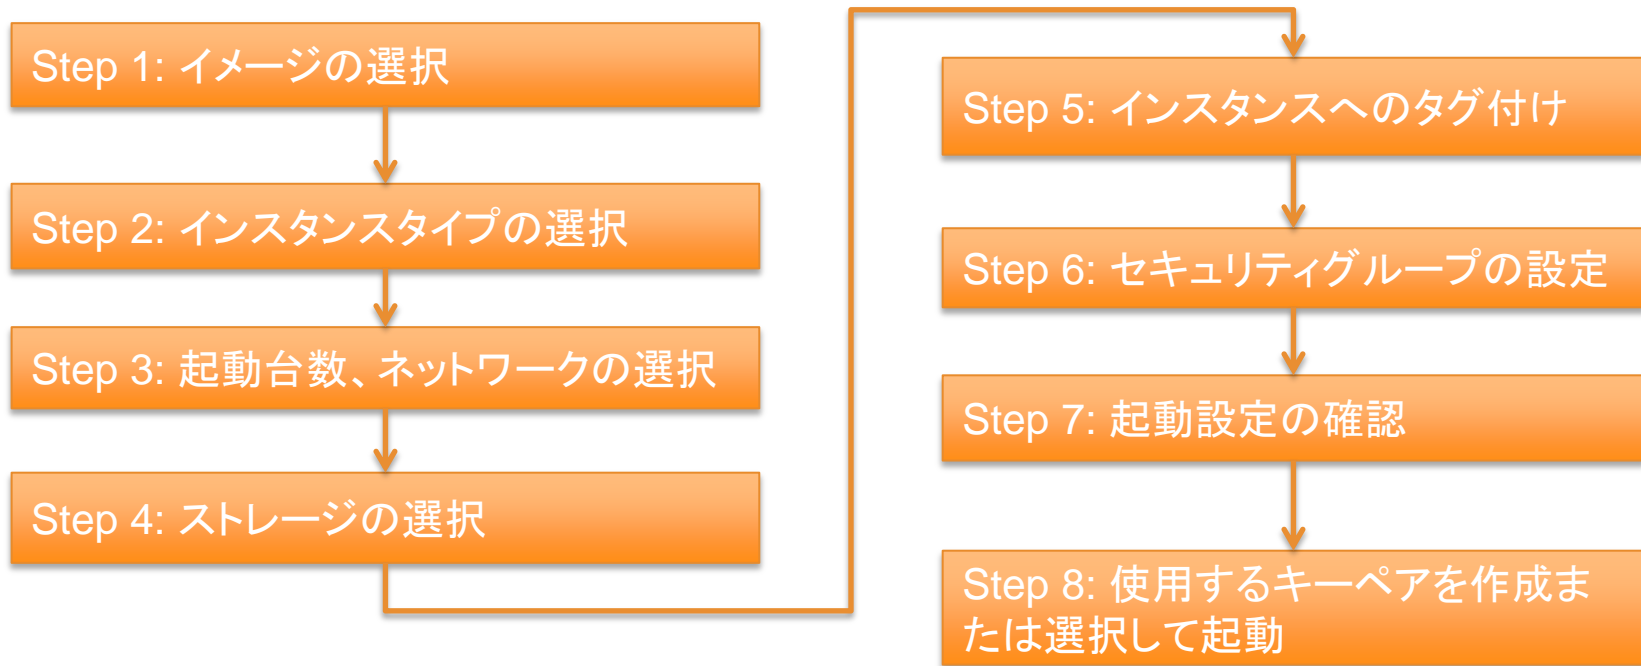 Step 1: イメージの選択
Step 2: インスタンスタイプの選択
Step 3: 起動台数、ネットワークの選択
Step 4: ストレージの選択
Step 5: インスタンスへのタグ付け
Step 6: セキュリティグループの設定
Step 7: 起動設定の確認
Step 8: 使用するキーペアを作成ま
たは選択して起動